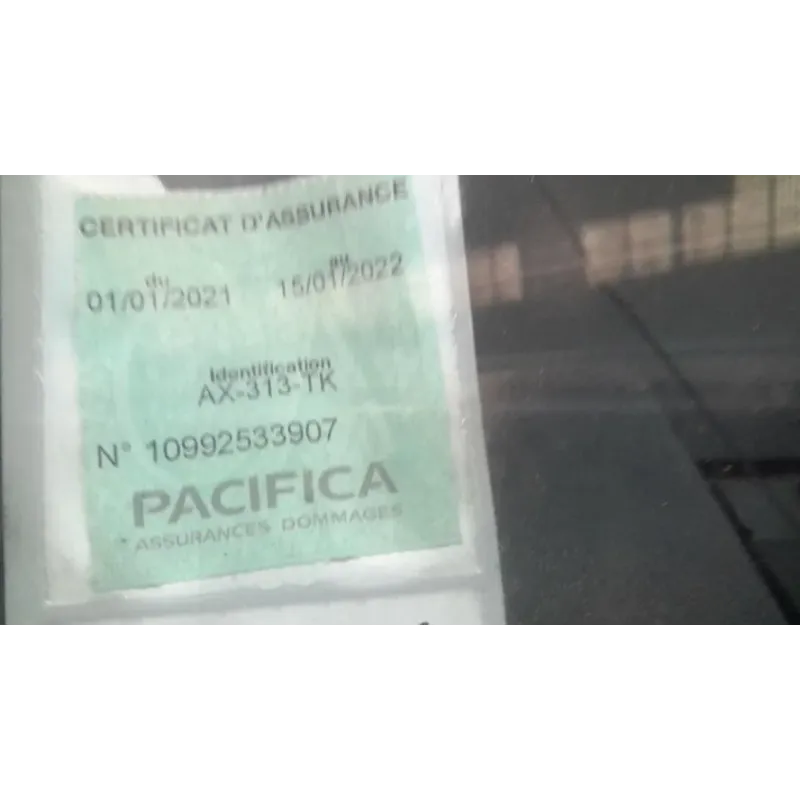 CERTIFICAT D'ASSURANCE
du au
01/01/2021 15/01/2022
Identification
AX-313-TK
N° 10992533907
PACIFICA
ASSURANCES DOMMAGES